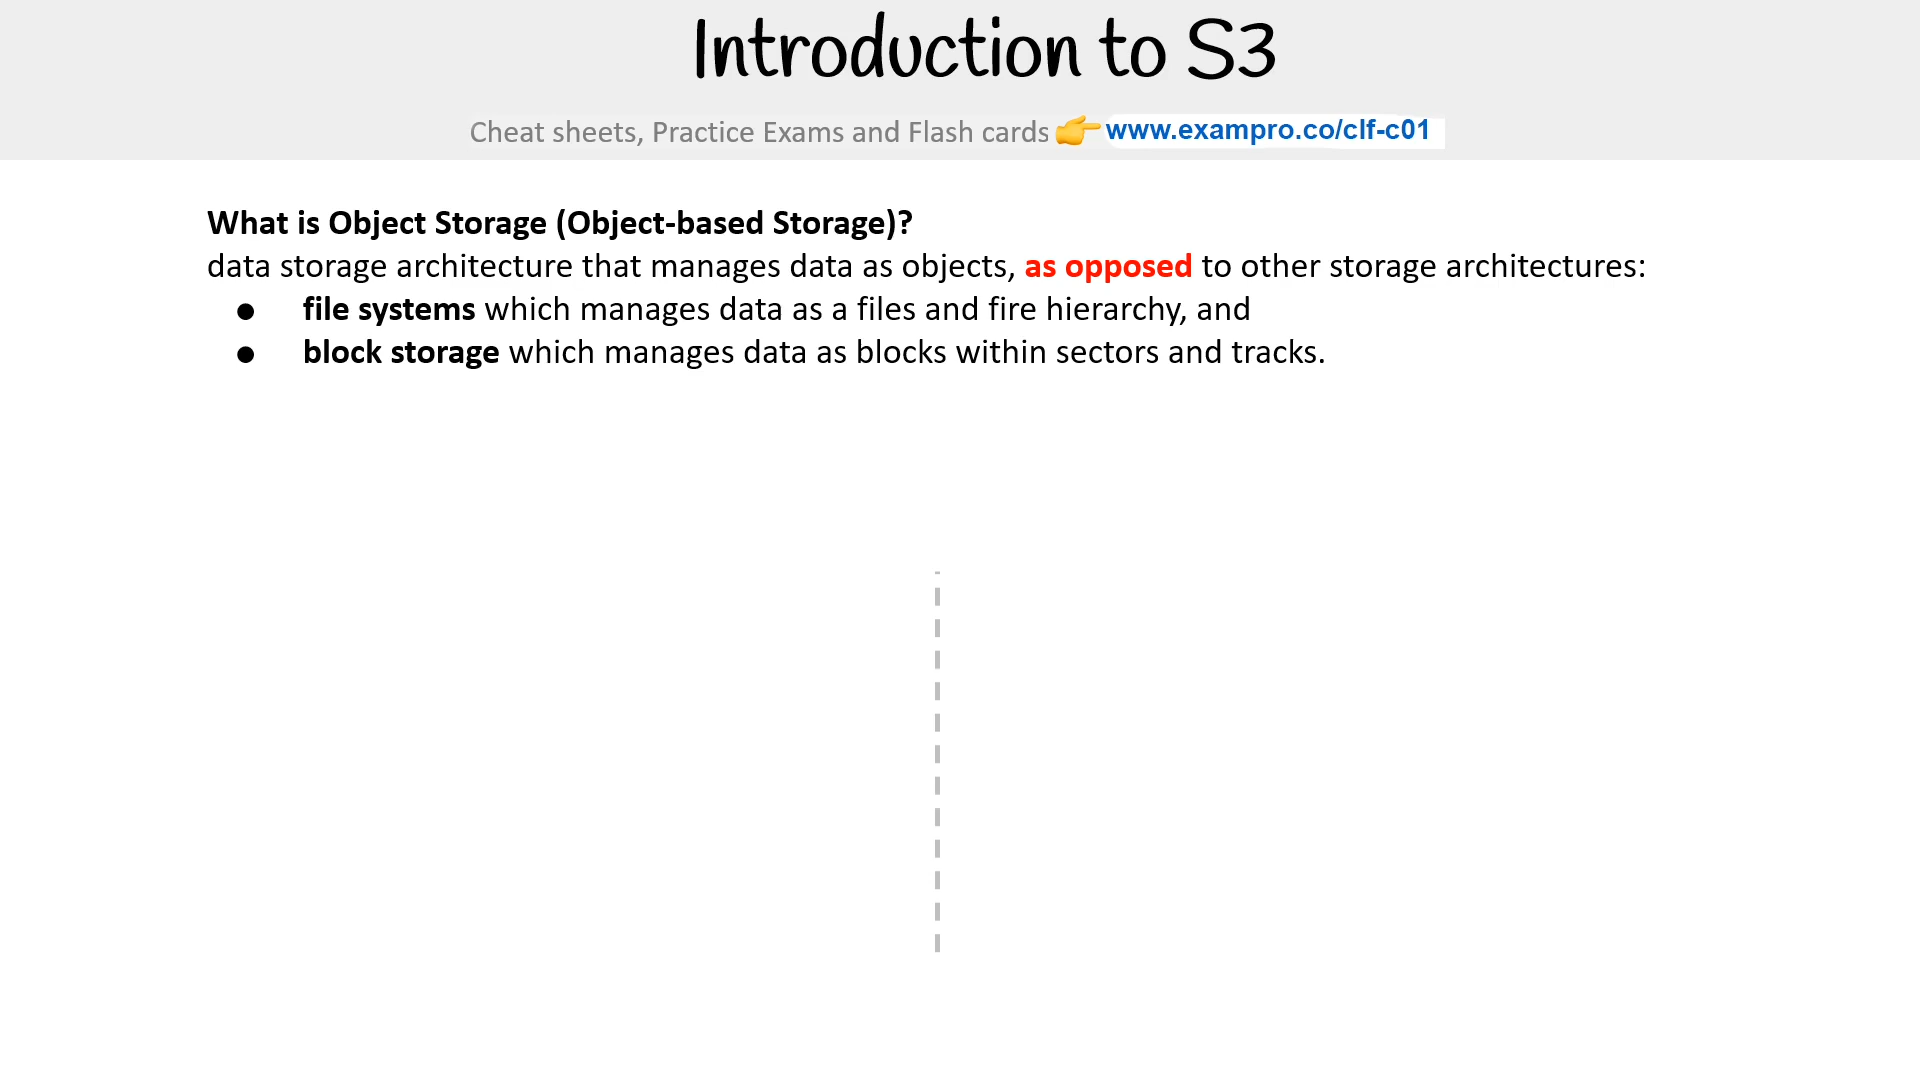 Introduction to S3
Cheat sheets, Practice Exams and Flash cards 👉 www.exampro.co/clf-c01
What is Object Storage (Object-based Storage)?
data storage architecture that manages data as objects, as opposed to other storage architectures:
● file systems which manages data as a files and fire hierarchy, and
● block storage which manages data as blocks within sectors and tracks.